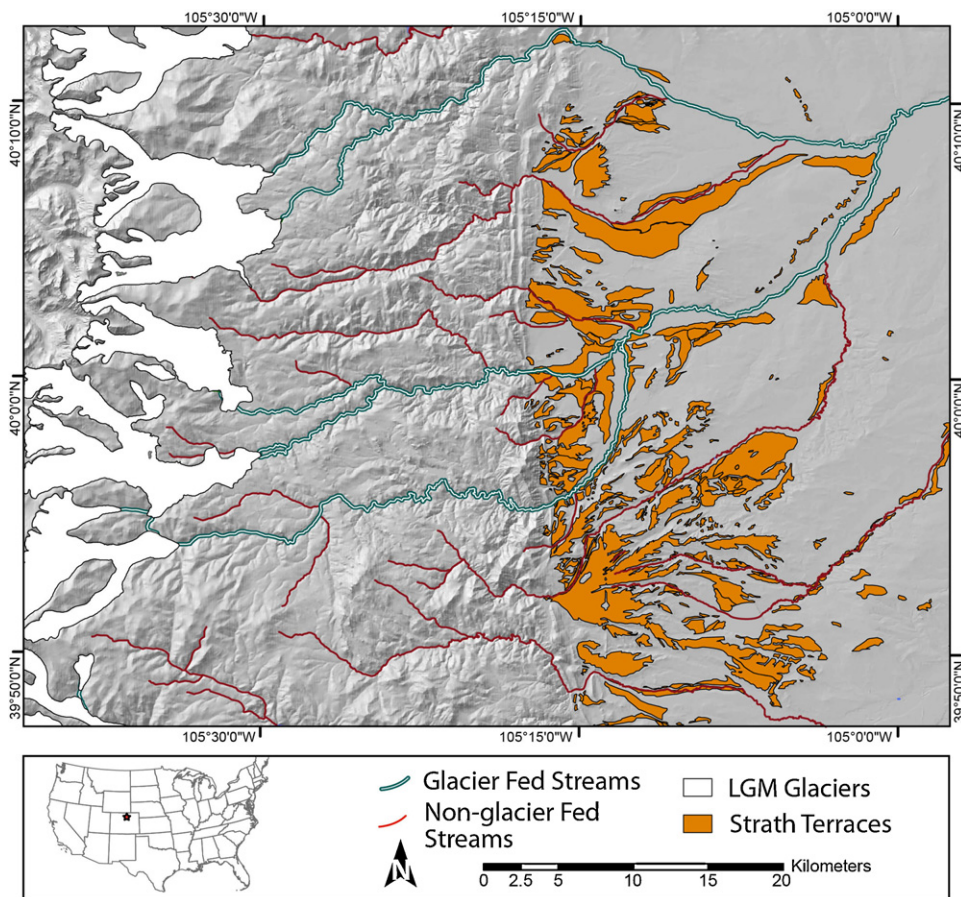 105°30'0"W 105°15'0"W 105°0'0"W
40°10'0"N 40°10'0"N
40°0'0"N 40°0'0"N
39°50'0"N 39°50'0"N
105°30'0"W 105°15'0"W 105°0'0"W
Glacier Fed Streams
Non-glacier Fed
Streams
LGM Glaciers
Strath Terraces
N
Kilometers
0 2.5 5 10 15 20